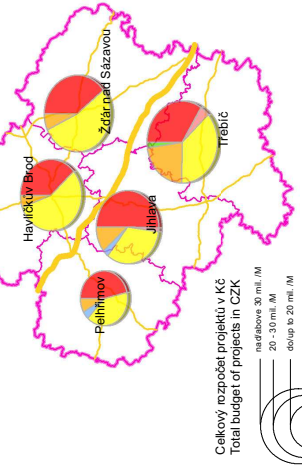 Havlíčkův Brod
Žďár nad Sázavou
Pelhřimov
Jihlava
Třebíč
Celkový rozpočet projektů v Kč
Total budget of projects in CZK
nad/above 30 mil. /M
20 - 30 mil. /M
do/up to 20 mil. /M